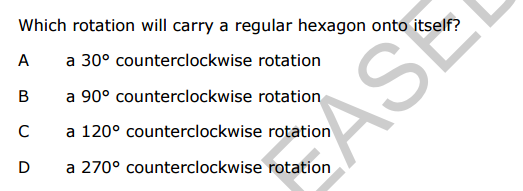 Which rotation will carry a regular hexagon onto itself?
A a 30° counterclockwise rotation
B a 90° counterclockwise rotation
C a 120° counterclockwise rotation
D a 270° counterclockwise rotation
EASED